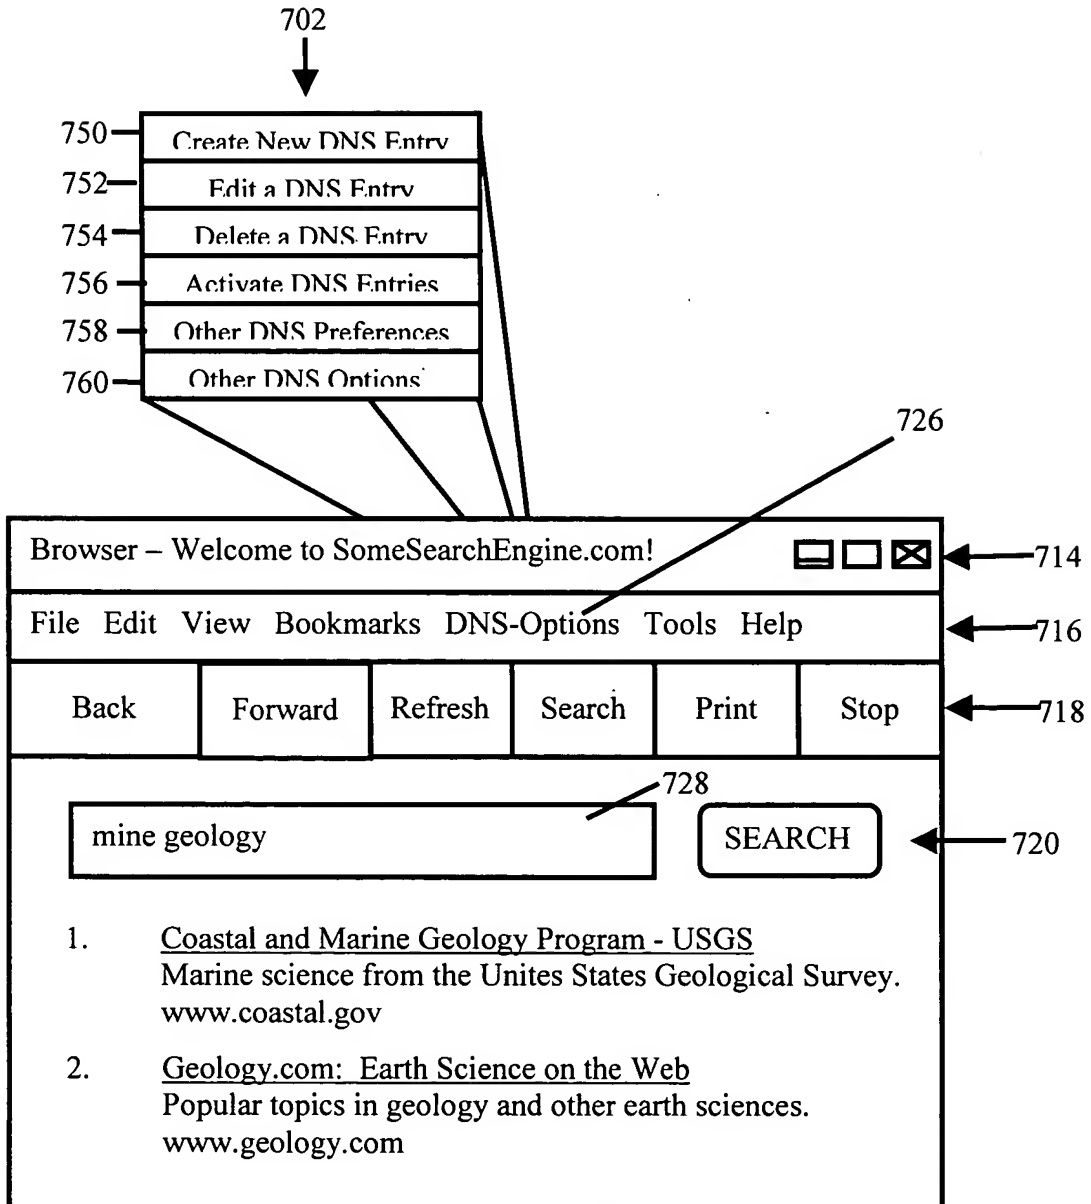 702
750 Create New DNS Entry
752 Edit a DNS Entry
754 Delete a DNS Entry
756 Activate DNS Entries
758 Other DNS Preferences
760 Other DNS Options
726
Browser – Welcome to SomeSearchEngine.com!
714
File Edit View Bookmarks DNS-Options Tools Help
716
Back Forward Refresh Search Print Stop
718
728
mine geology SEARCH
720
1. Coastal and Marine Geology Program - USGS
Marine science from the Unites States Geological Survey.
www.coastal.gov
2. Geology.com: Earth Science on the Web
Popular topics in geology and other earth sciences.
www.geology.com